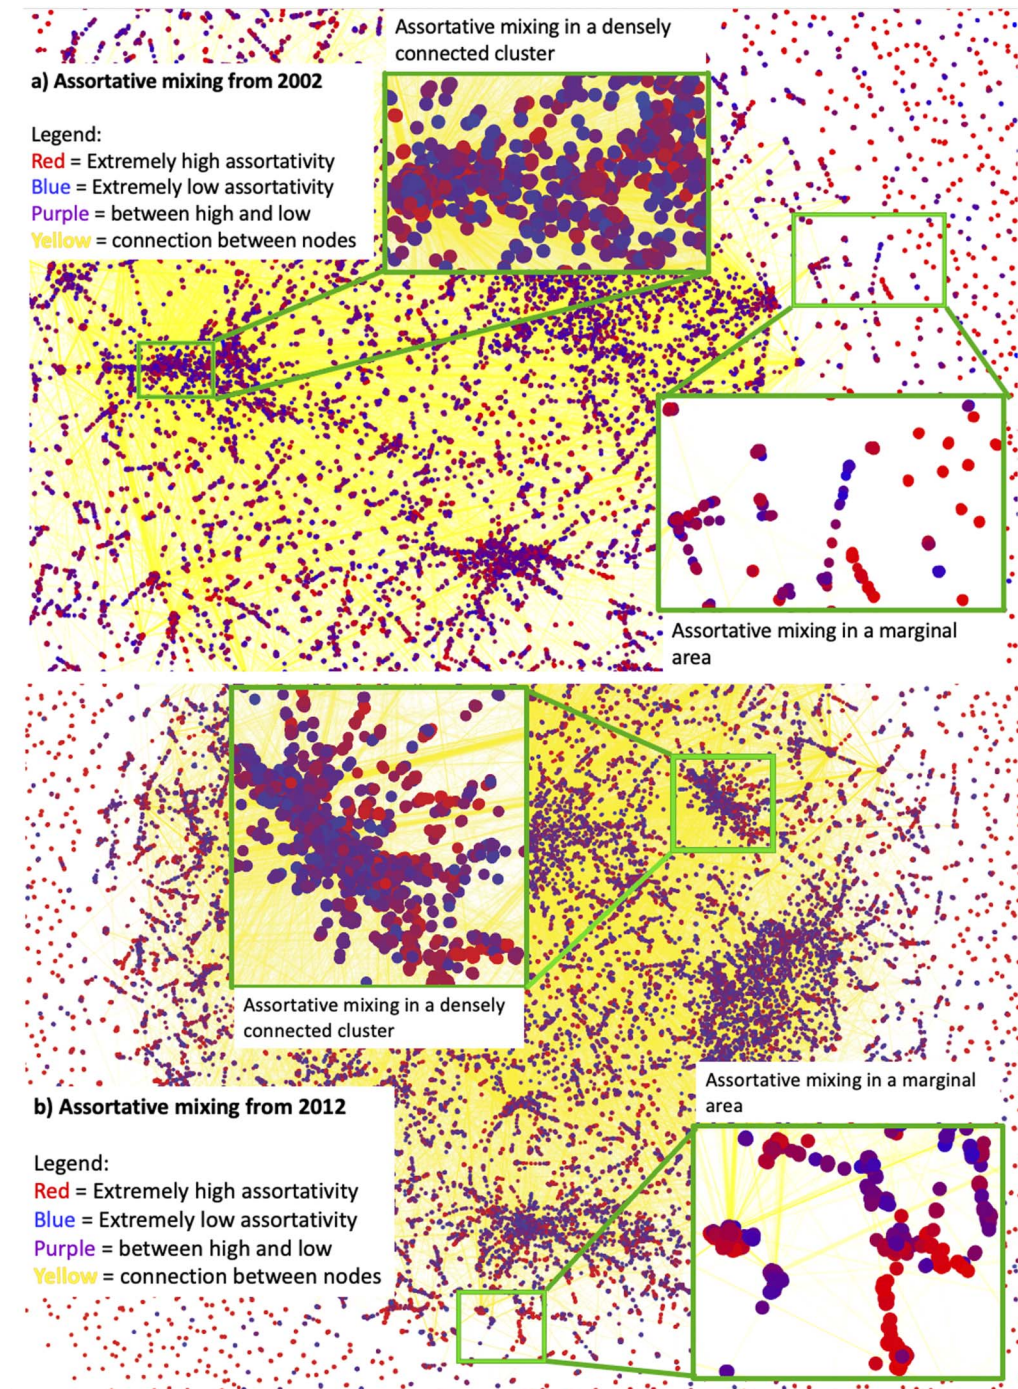 Assortative mixing in a densely
connected cluster
a) Assortative mixing from 2002
Legend:
Red = Extremely high assortativity
Blue = Extremely low assortativity
Purple = between high and low
Yellow = connection between nodes
Assortative mixing in a marginal
area
Assortative mixing in a densely
connected cluster
Assortative mixing in a marginal
area
b) Assortative mixing from 2012
Legend:
Red = Extremely high assortativity
Blue = Extremely low assortativity
Purple = between high and low
Yellow = connection between nodes